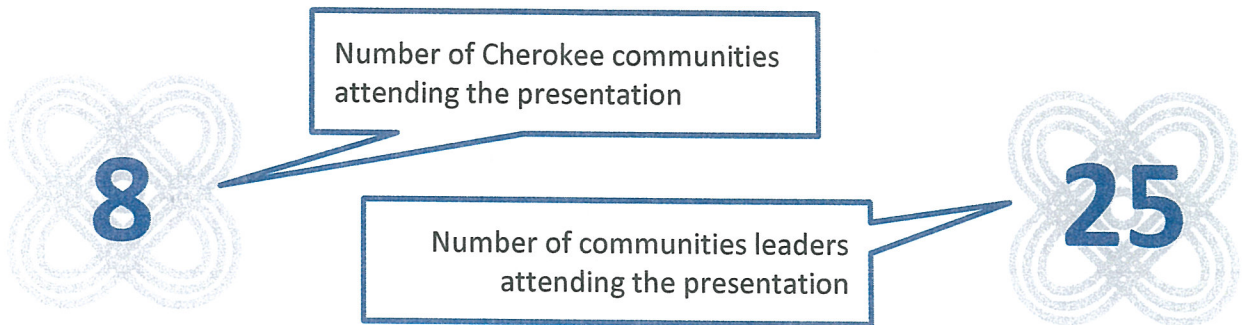 Number of Cherokee communities
attending the presentation
8
Number of communities leaders
attending the presentation
25